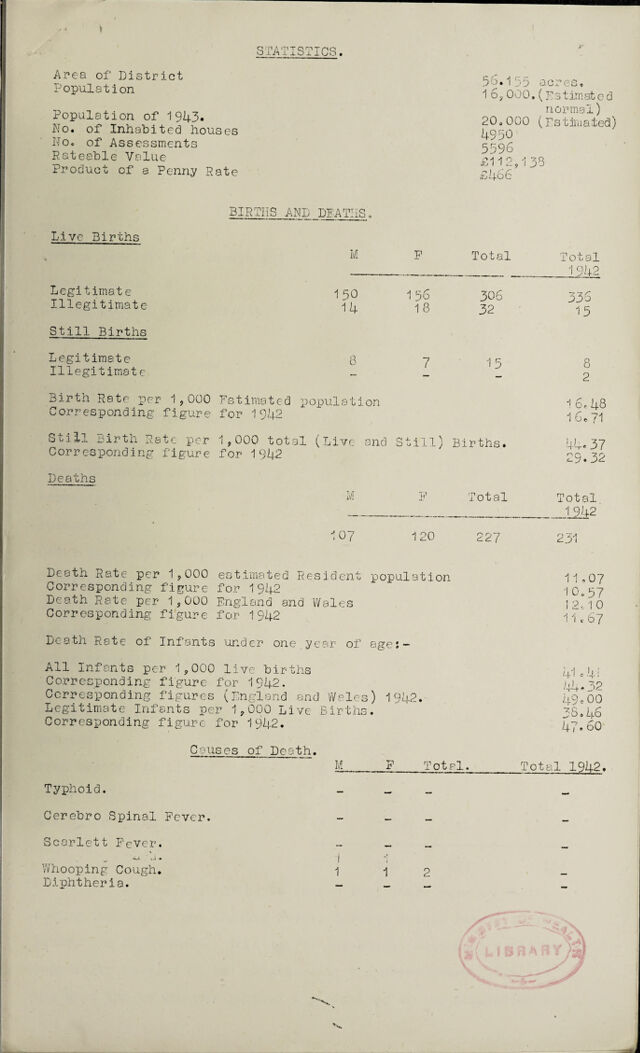 STATISTICS.
Area of District 56.155 acres.
Population 16,000.(Estimated
normal)
Population of 1943. 20,000 (Estimated)
No. of Inhabited houses 4950
No. of Assessments 5596
Rateable Value £112,138
Product of a Penny Rate £466
BIRTHS AND DEATHS.
Live Births
M F Total Total
1942
Legitimate 150 156 306 336
Illegitimate 14 18 32 15
Still Births
Legitimate 8 7 15 8
Illegitimate - - - 2
Birth Rate per 1,000 Estimated population 16.48
Corresponding figure for 1942 16.71
Still Birth Rate per 1,000 total (Live and Still) Births. 44.37
Corresponding figure for 1942 29.32
Deaths
M F Total Total
1942
107 120 227 231
Death Rate per 1,000 estimated Resident population 11.07
Corresponding figure for 1942 10.57
Death Rate per 1,000 England and Wales 12.10
Corresponding figure for 1942 11.67
Death Rate of Infants under one year of age:-
All Infants per 1,000 live births 41.41
Corresponding figure for 1942. 44.32
Corresponding figures (England and Wales) 1942. 49.00
Legitimate Infants per 1,000 Live Births. 38.46
Corresponding figure for 1942. 47.60
Causes of Death.
M F Total. Total 1942.
Typhoid. - - - -
Cerebro Spinal Fever. - - - -
Scarlett Fever. - - - -
Whooping Cough. 1 1 2 -
Diphtheria. - - - -
MINISTRY OF HEALTH
LIBRARY